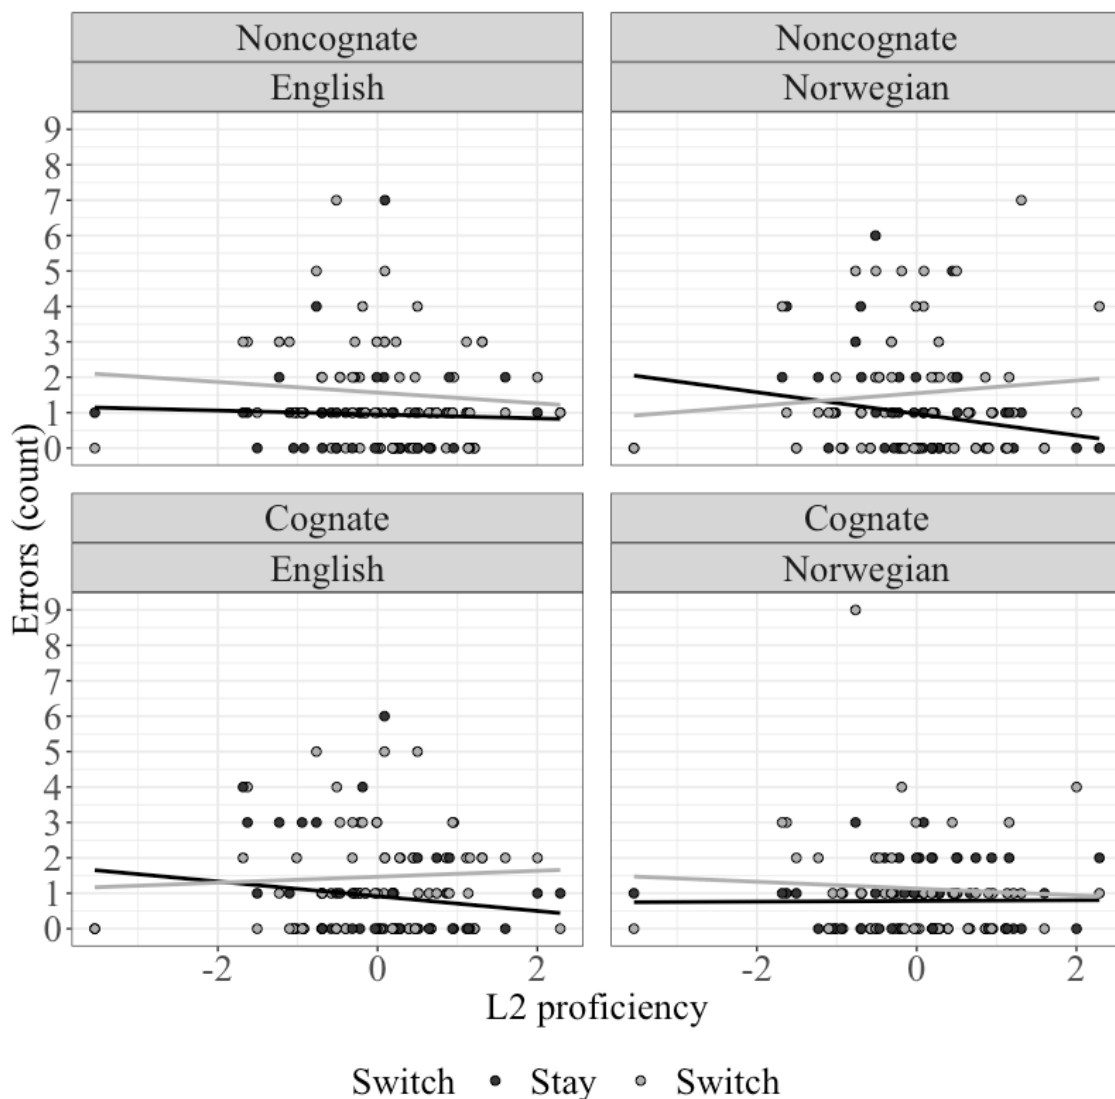 Noncognate
English
Noncognate
Norwegian
9
8
7
6
5
4
3
2
1
0
Cognate
English
Cognate
Norwegian
Errors (count)
9
8
7
6
5
4
3
2
1
0
-2 0 2
-2 0 2
L2 proficiency
Switch Stay Switch